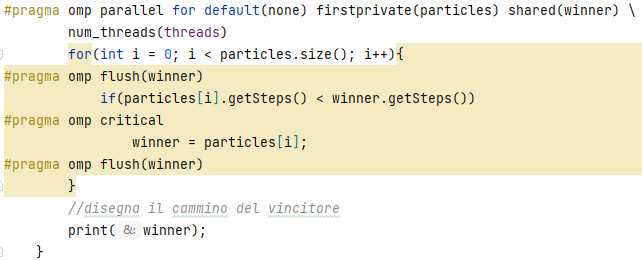 #pragma omp parallel for default(none) firstprivate(particles) shared(winner) \
num_threads(threads)
for(int i = 0; i < particles.size(); i++){
#pragma omp flush(winner)
if(particles[i].getSteps() < winner.getSteps())
#pragma omp critical
winner = particles[i];
#pragma omp flush(winner)
}
//disegna il cammino del vincitore
print( &: winner);
}